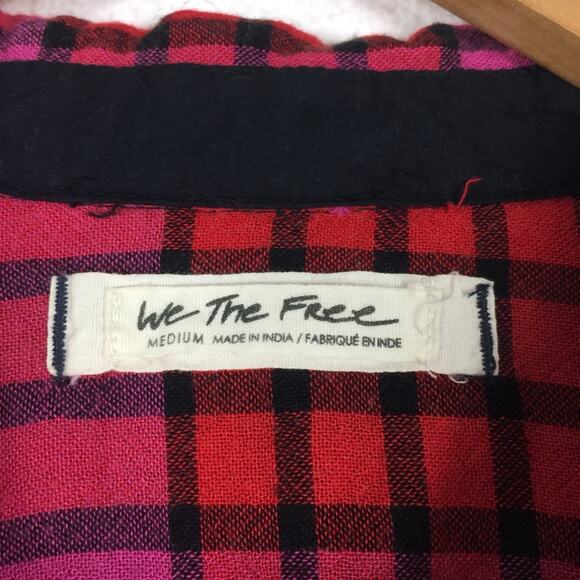 We The Free
MEDIUM MADE IN INDIA / FABRIQUÉ EN INDE